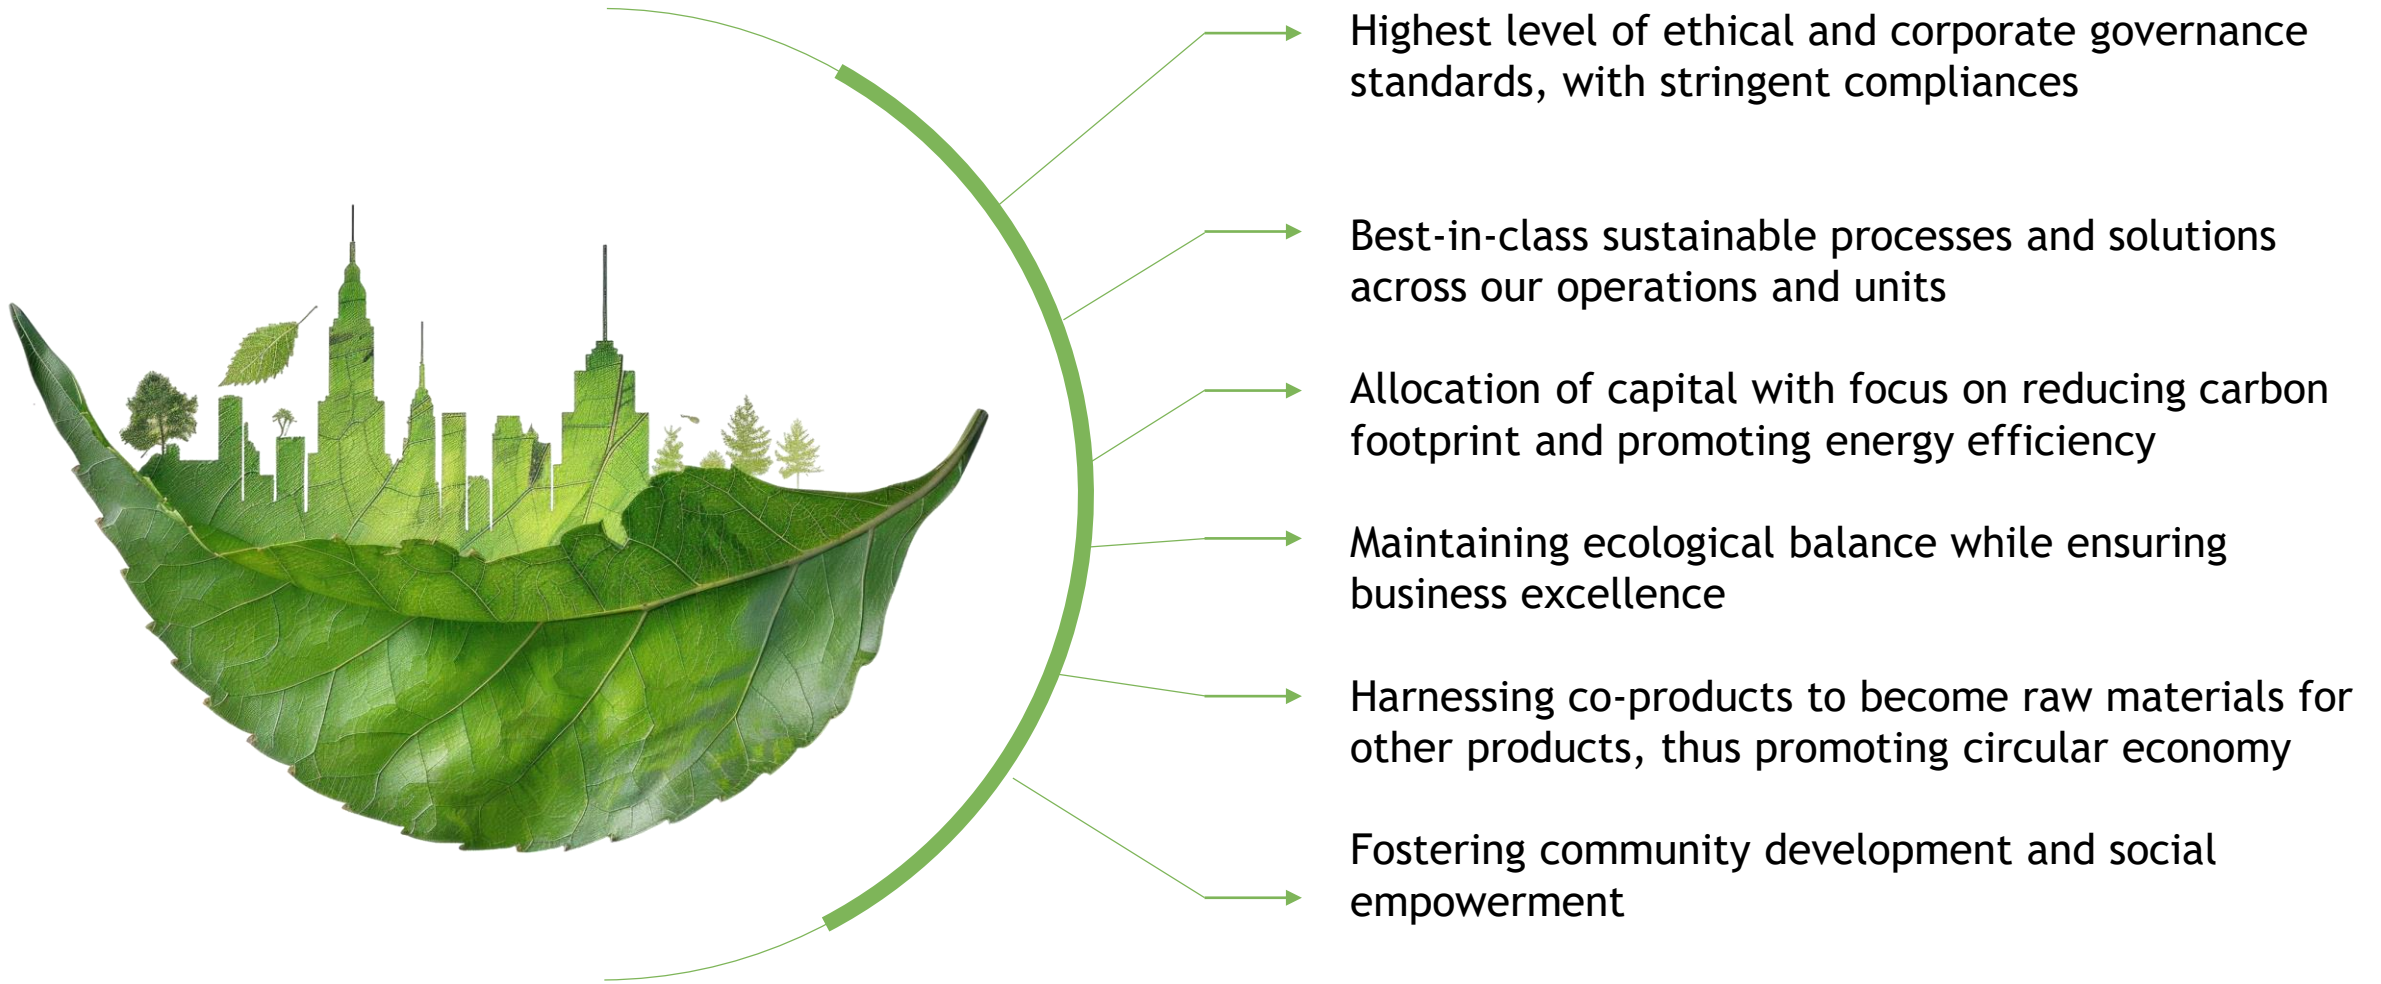 Highest level of ethical and corporate governance
standards, with stringent compliances
Best-in-class sustainable processes and solutions
across our operations and units
Allocation of capital with focus on reducing carbon
footprint and promoting energy efficiency
Maintaining ecological balance while ensuring
business excellence
Harnessing co-products to become raw materials for
other products, thus promoting circular economy
Fostering community development and social
empowerment